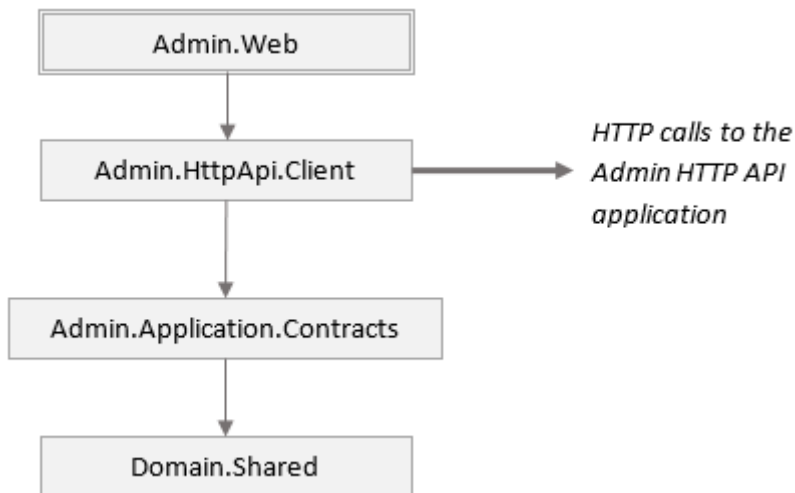 Admin.Web
HTTP calls to the
Admin.HttpApi.Client
Admin HTTP API
application
Admin.Application.Contracts
Domain.Shared